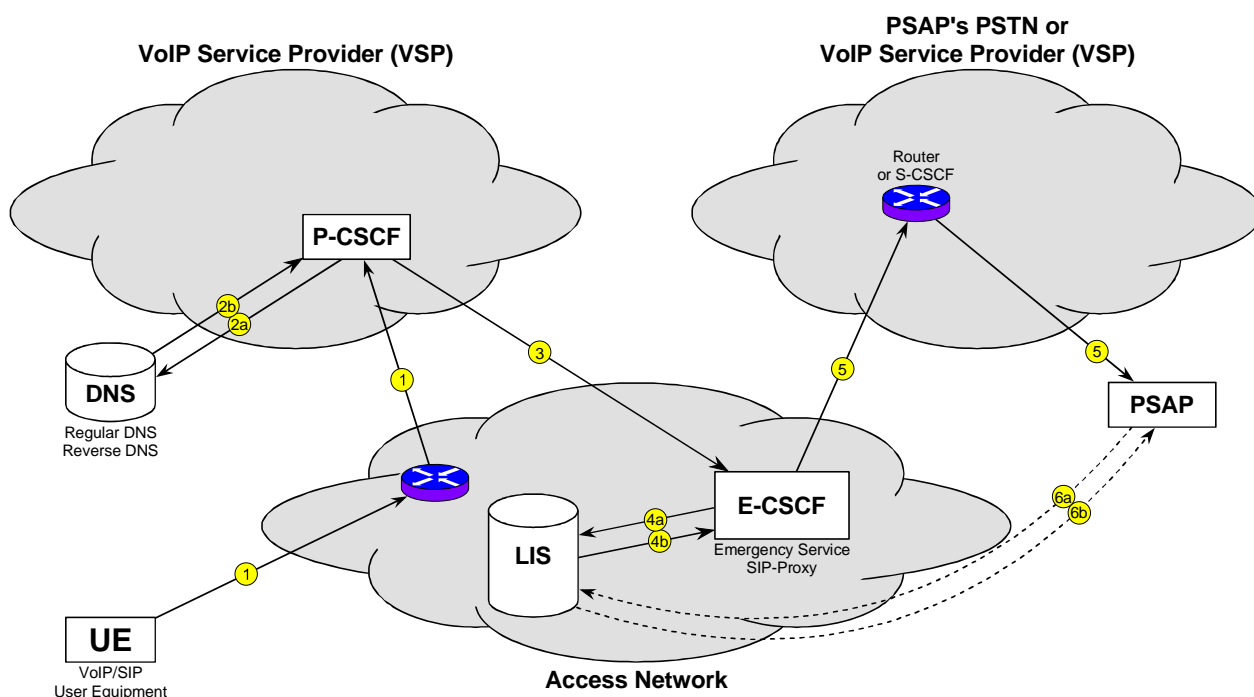 VoIP Service Provider (VSP)
PSAP's PSTN or
VoIP Service Provider (VSP)
Router
or S-CSCF
P-CSCF
2b
2a
3
1
5
5
DNS
Regular DNS
Reverse DNS
PSAP
6a
6b
E-CSCF
Emergency Service
SIP-Proxy
4a
4b
LIS
1
UE
VoIP/SIP
User Equipment
Access Network